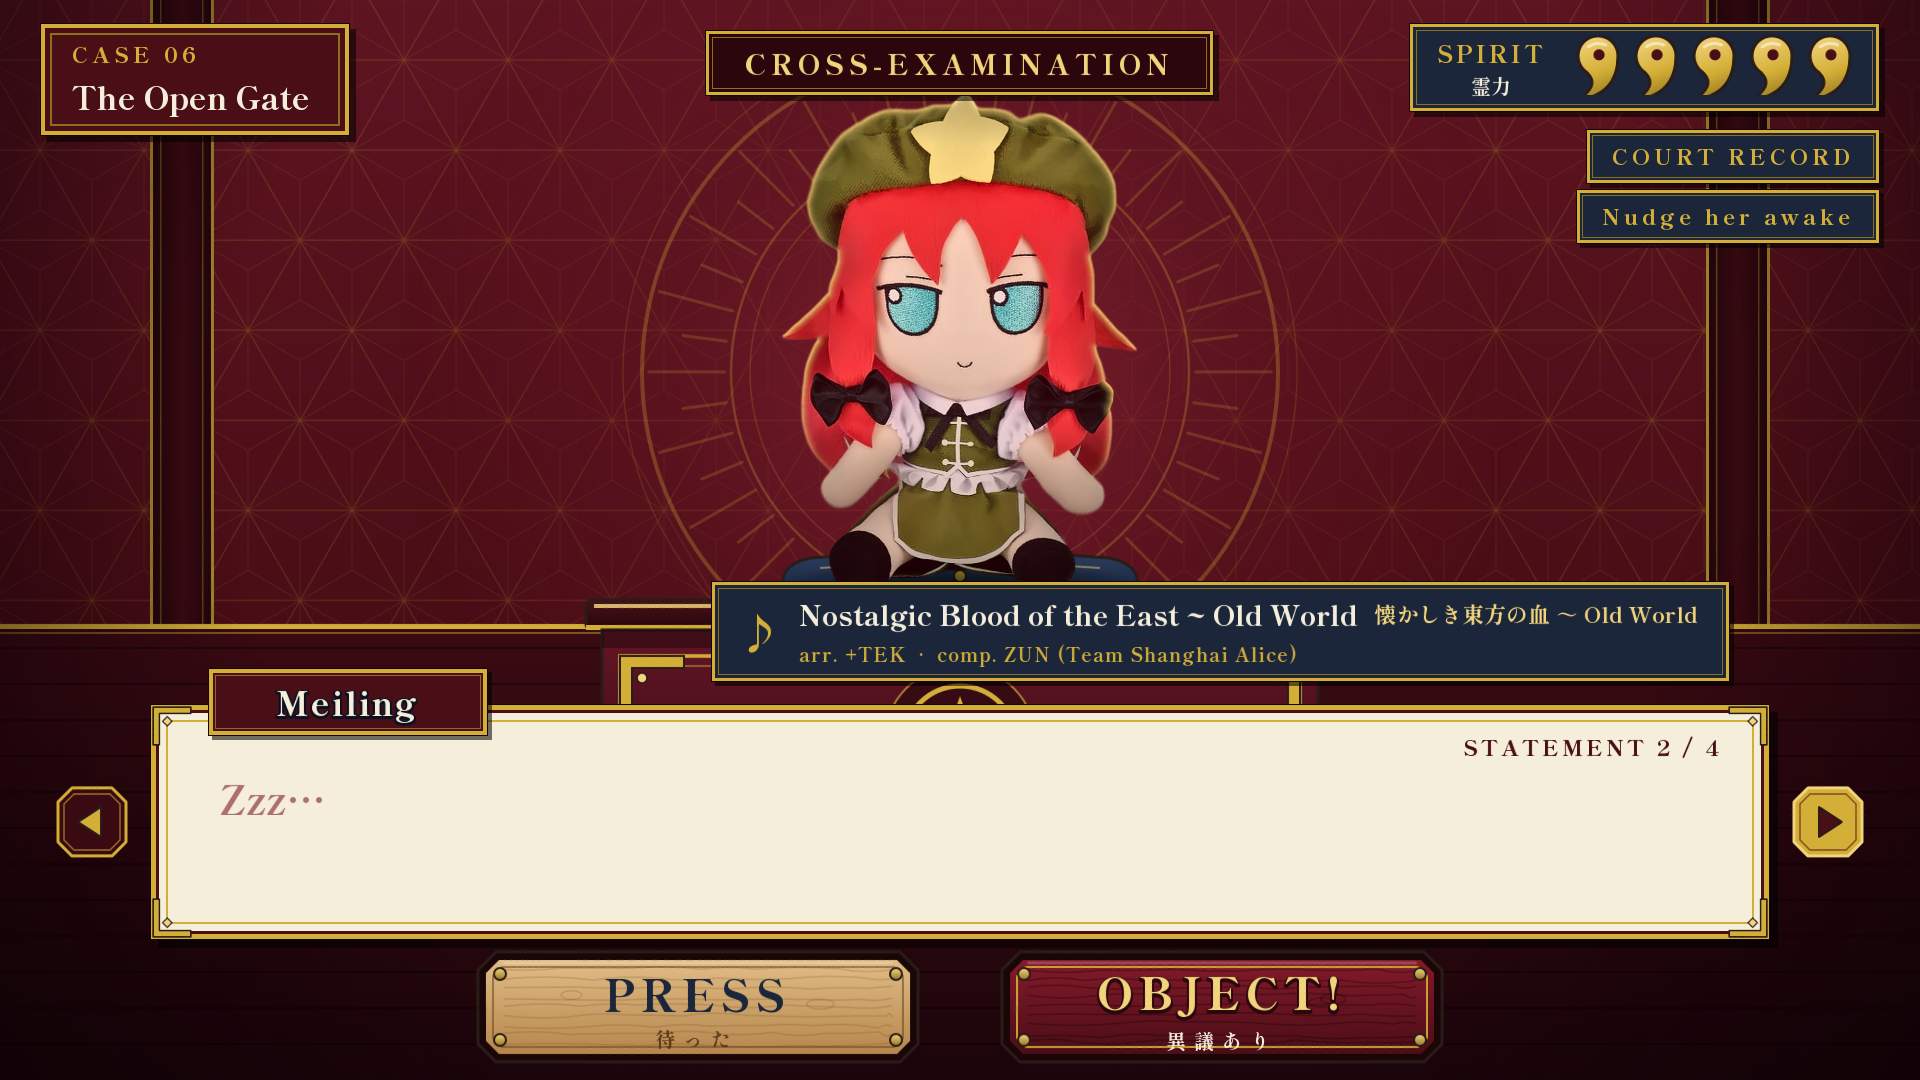 CASE 06
The Open Gate
CROSS-EXAMINATION
SPIRIT
霊力
COURT RECORD
Nudge her awake
Nostalgic Blood of the East ~ Old World 懐かしき東方の血 ～ Old World
arr. +TEK · comp. ZUN (Team Shanghai Alice)
Meiling
STATEMENT 2 / 4
Zzz…
PRESS
待った
OBJECT!
異議あり